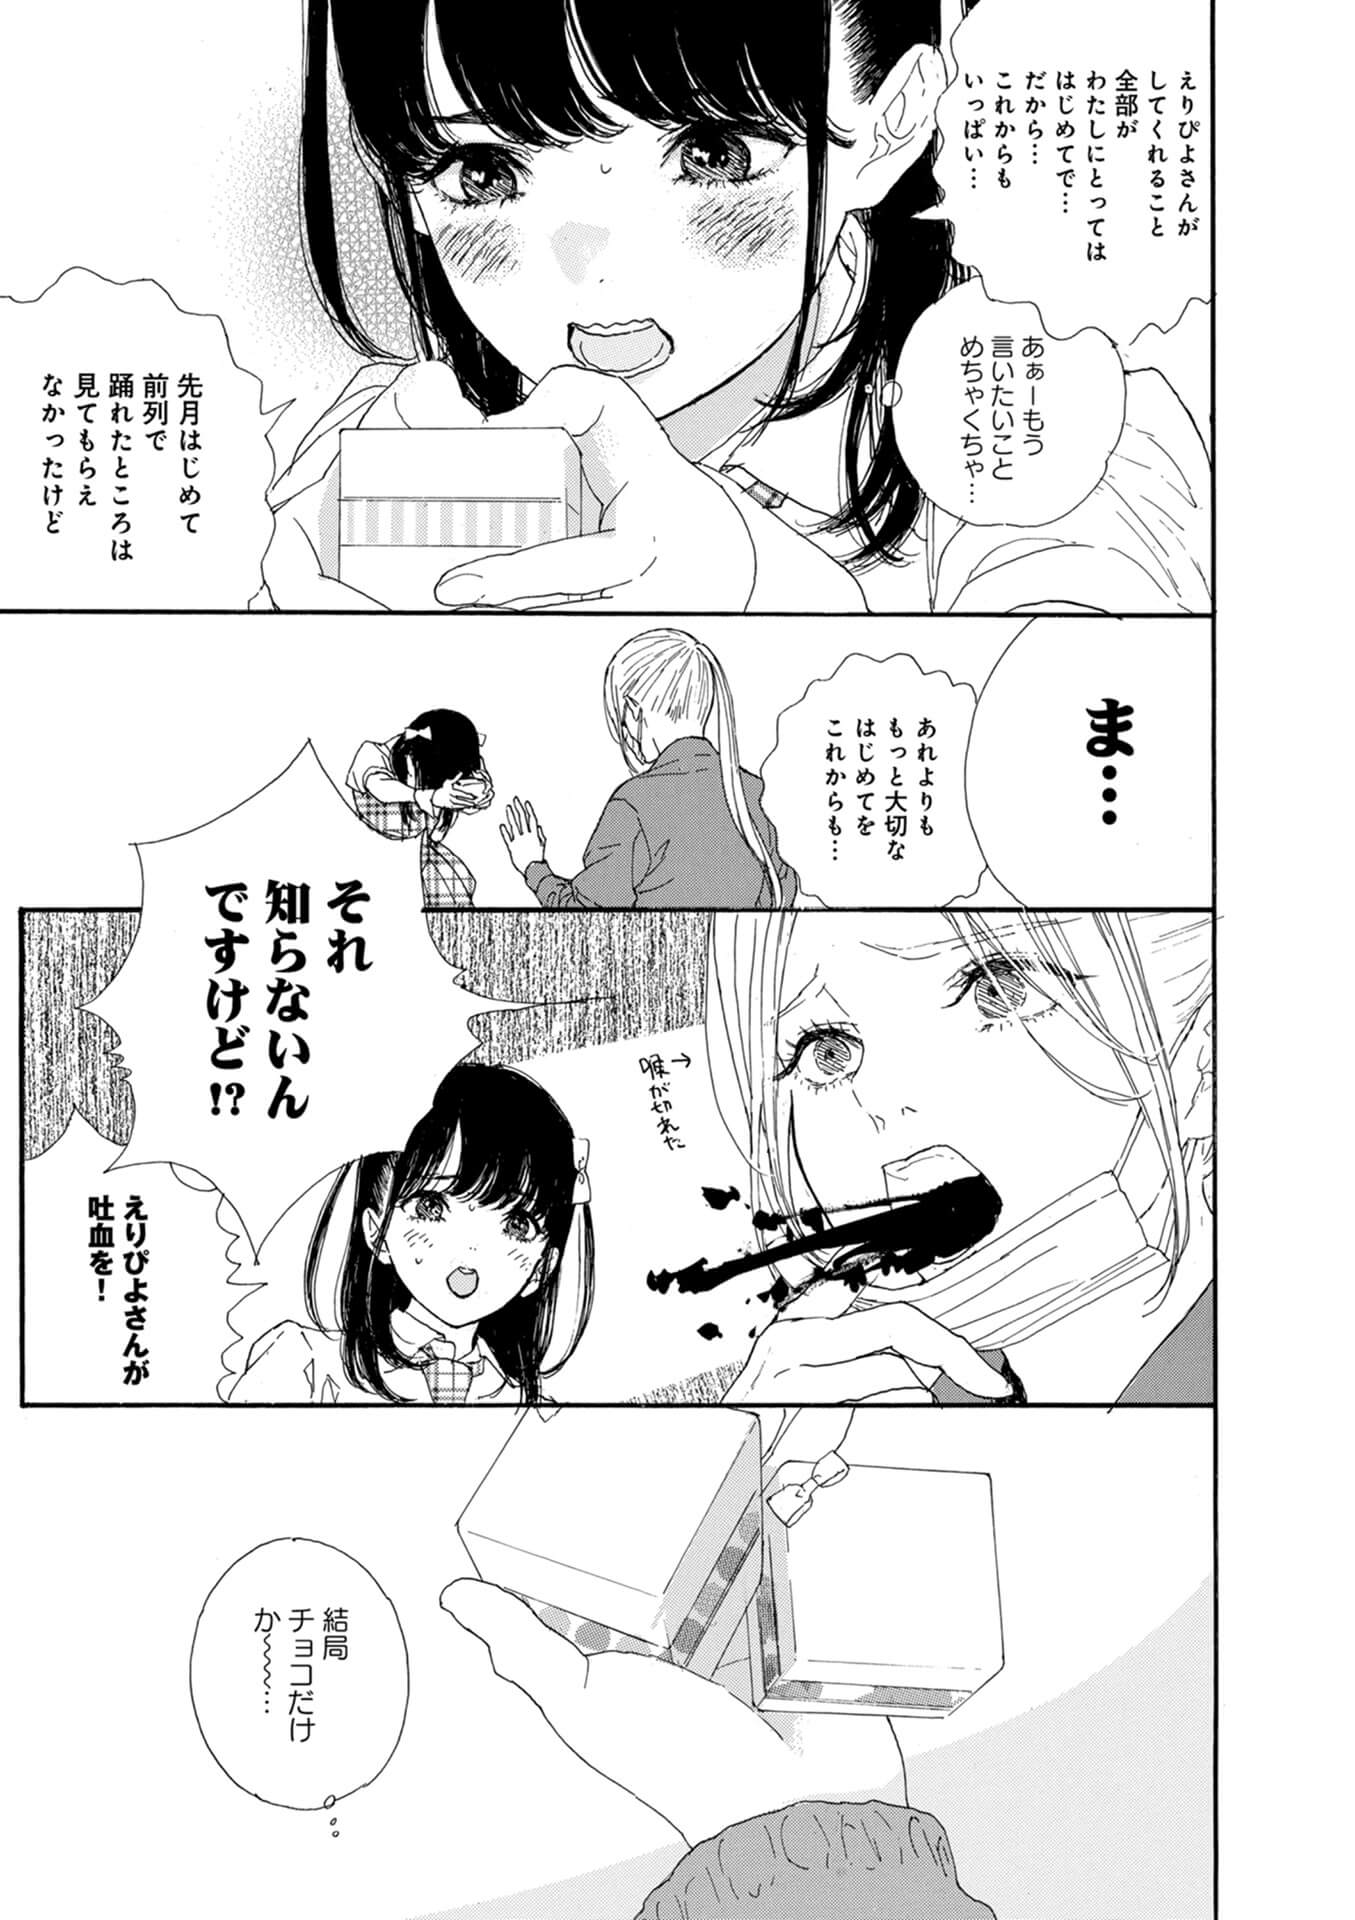 えりぴよさんが
してくれること
全部が
わたしにとっては
はじめてで…
だから…
これからも
いっぱい…
あぁーもう
言いたいこと
めちゃくちゃ…
先月はじめて
前列で
踊れたところは
見てもらえ
なかったけど
ま…
あれよりも
もっと大切な
はじめてを
これからも…
それ
知らないん
ですけど!?
→喉が切れた
えりぴよさんが
吐血を!
結局
チョコだけ
か〜〜〜…